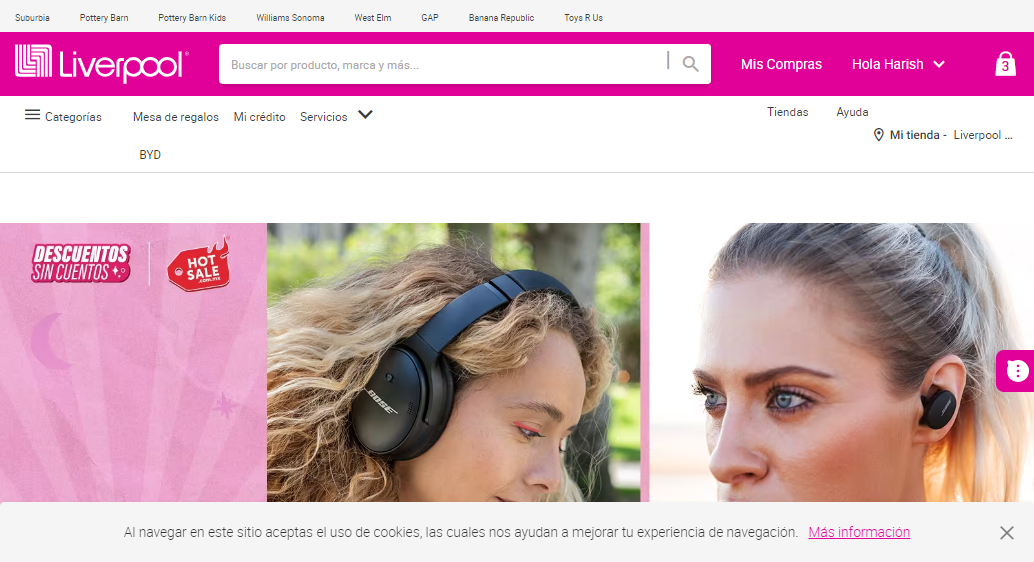 Suburbia Pottery Barn Pottery Barn Kids Williams Sonoma West Elm GAP Banana Republic Toys R Us
Liverpool®
Buscar por producto, marca y más...
Mis Compras Hola Harish 3
Categorías Mesa de regalos Mi crédito Servicios
Tiendas Ayuda
Mi tienda - Liverpool ...
BYD
DESCUENTOS
SIN CUENTOS
HOT
SALE
BOSE
Al navegar en este sitio aceptas el uso de cookies, las cuales nos ayudan a mejorar tu experiencia de navegación. Más información